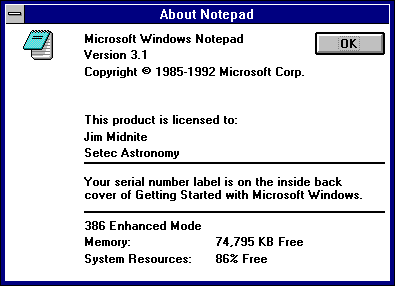 About Notepad
Microsoft Windows Notepad
OK
Version 3.1
Copyright © 1985-1992 Microsoft Corp.
This product is licensed to:
Jim Midnite
Setec Astronomy
Your serial number label is on the inside back
cover of Getting Started with Microsoft Windows.
386 Enhanced Mode
Memory: 74,795 KB Free
System Resources: 86% Free